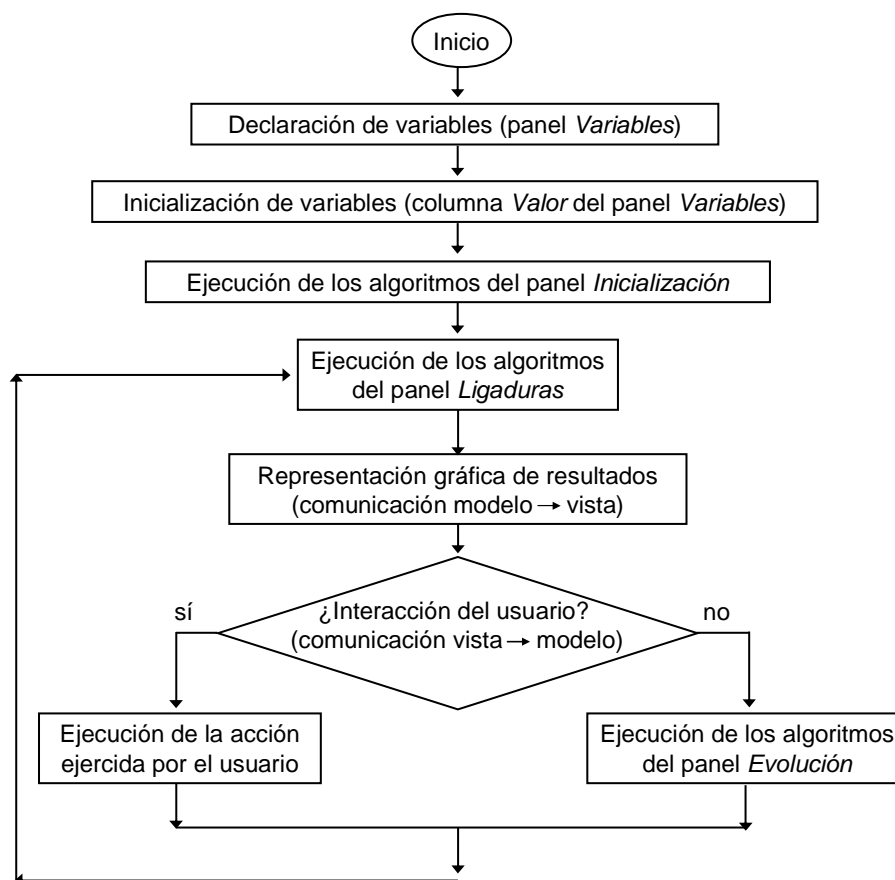 Inicio
Declaración de variables (panel Variables)
Inicialización de variables (columna Valor del panel Variables)
Ejecución de los algoritmos del panel Inicialización
Ejecución de los algoritmos
del panel Ligaduras
Representación gráfica de resultados
(comunicación modelo → vista)
¿Interacción del usuario?
(comunicación vista → modelo)
sí
no
Ejecución de la acción
ejercida por el usuario
Ejecución de los algoritmos
del panel Evolución